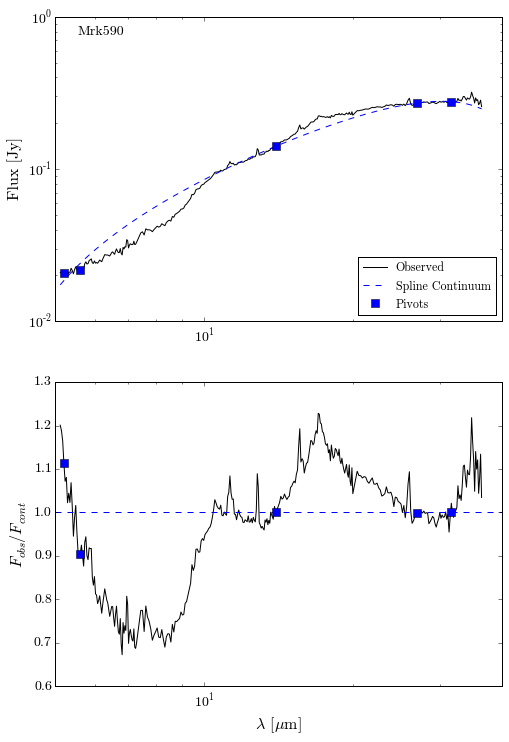 Mrk590
10^0
10^-1
10^-2
Flux [Jy]
Observed
Spline Continuum
Pivots
10^1
1.3
1.2
1.1
1.0
0.9
0.8
0.7
0.6
F_obs/F_cont
10^1
λ [μm]